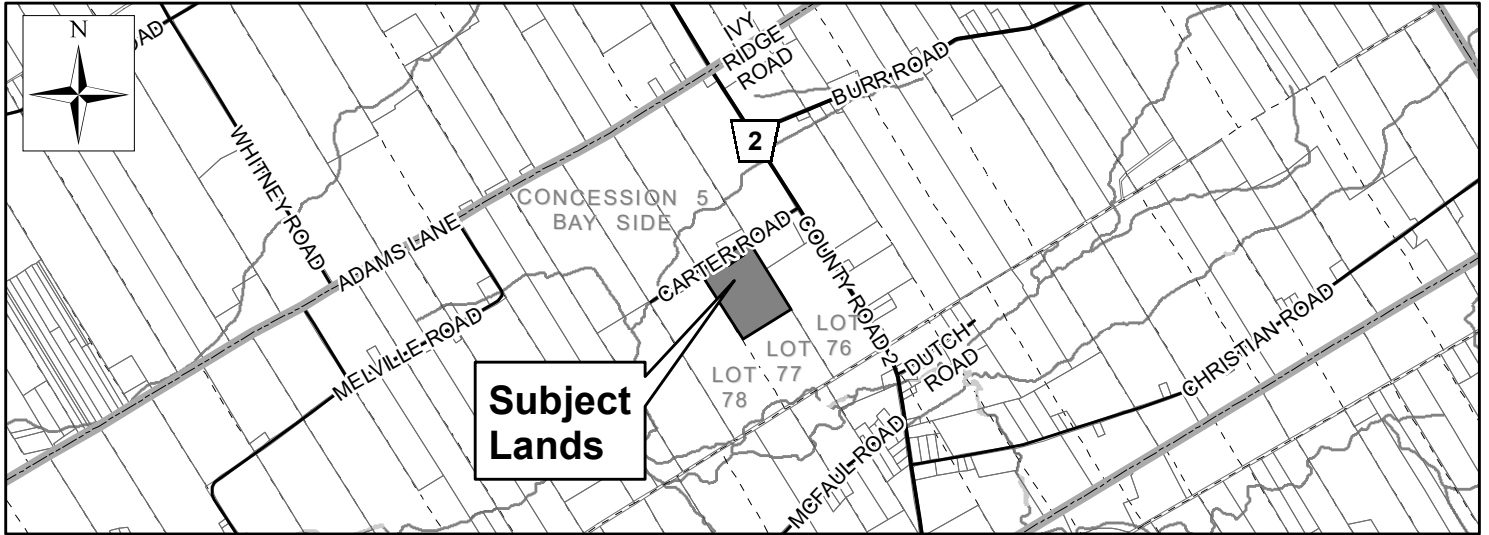 N
OAD
IVY
RIDGE
ROAD
BURR ROAD
WHITNEY ROAD
2
CONCESSION 5
BAY SIDE
ADAMS LANE
CARTER ROAD
COUNTY ROAD 2
MELVILLE ROAD
LOT
76
LOT
77
LOT
78
DUTCH
ROAD
CHRISTIAN ROAD
MCFAUL ROAD
Subject
Lands